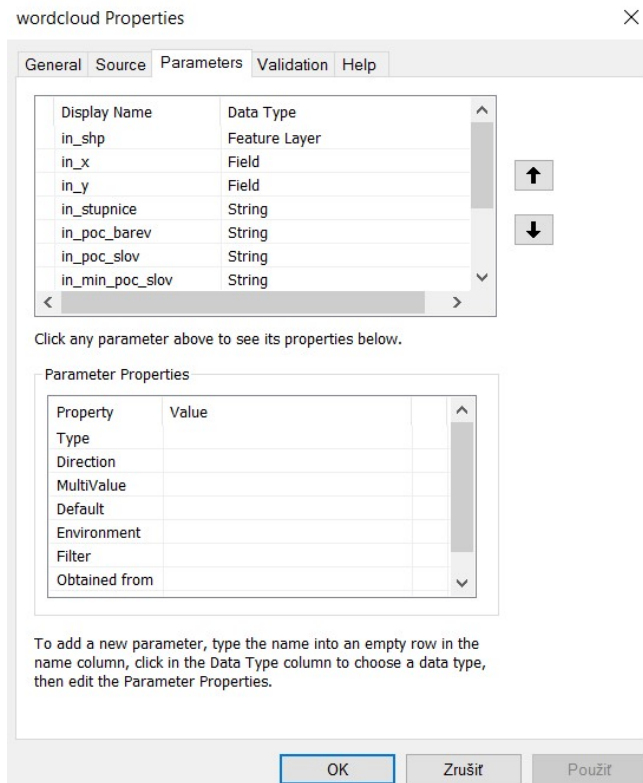 wordcloud Properties
General Source Parameters Validation Help
Display Name Data Type
in_shp Feature Layer
in_x Field
in_y Field
in_stupnice String
in_poc_barev String
in_poc_slov String
in_min_poc_slov String
Click any parameter above to see its properties below.
Parameter Properties
Property Value
Type
Direction
MultiValue
Default
Environment
Filter
Obtained from
To add a new parameter, type the name into an empty row in the
name column, click in the Data Type column to choose a data type,
then edit the Parameter Properties.
OK Zrušiť Použiť